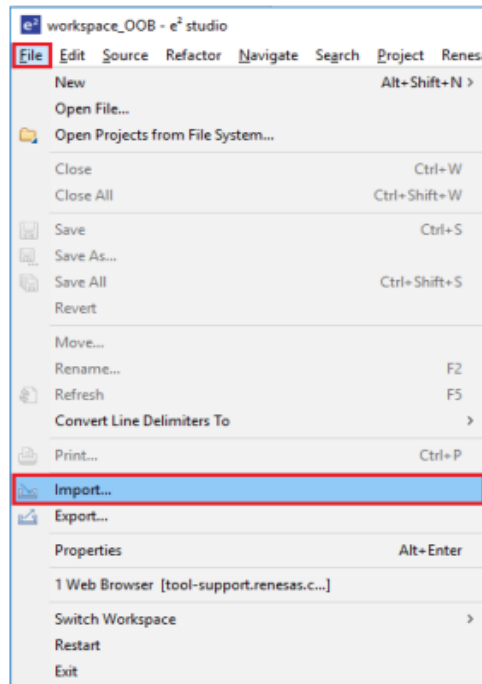 e² workspace_OOB - e² studio
File Edit Source Refactor Navigate Search Project Renesa
New Alt+Shift+N >
Open File...
Open Projects from File System...
Close Ctrl+W
Close All Ctrl+Shift+W
Save Ctrl+S
Save As...
Save All Ctrl+Shift+S
Revert
Move...
Rename... F2
Refresh F5
Convert Line Delimiters To >
Print... Ctrl+P
Import...
Export...
Properties Alt+Enter
1 Web Browser [tool-support.renesas.c...]
Switch Workspace >
Restart
Exit